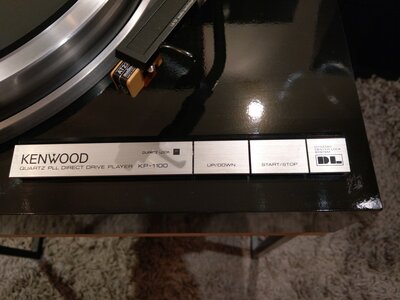 KENWOOD
QUARTZ PLL DIRECT DRIVE PLAYER KP-1100
QUARTZ LOCK
UP/DOWN
START/STOP
DL